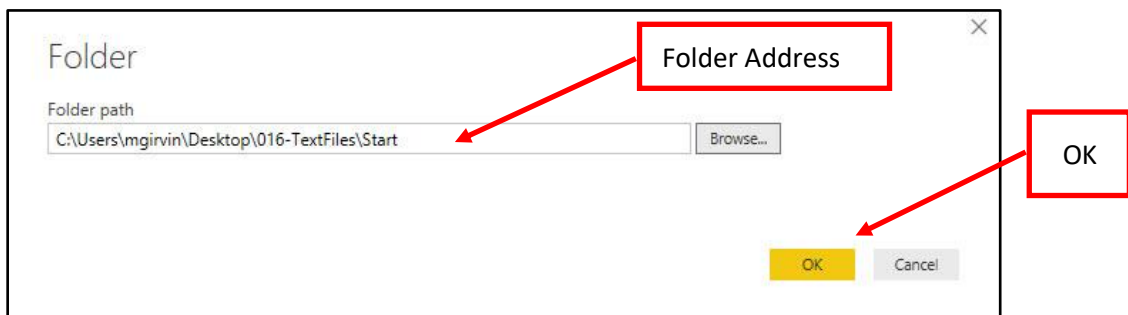 Folder
Folder Address
Folder path
C:\Users\mgirvin\Desktop\016-TextFiles\Start
Browse...
OK
OK
Cancel